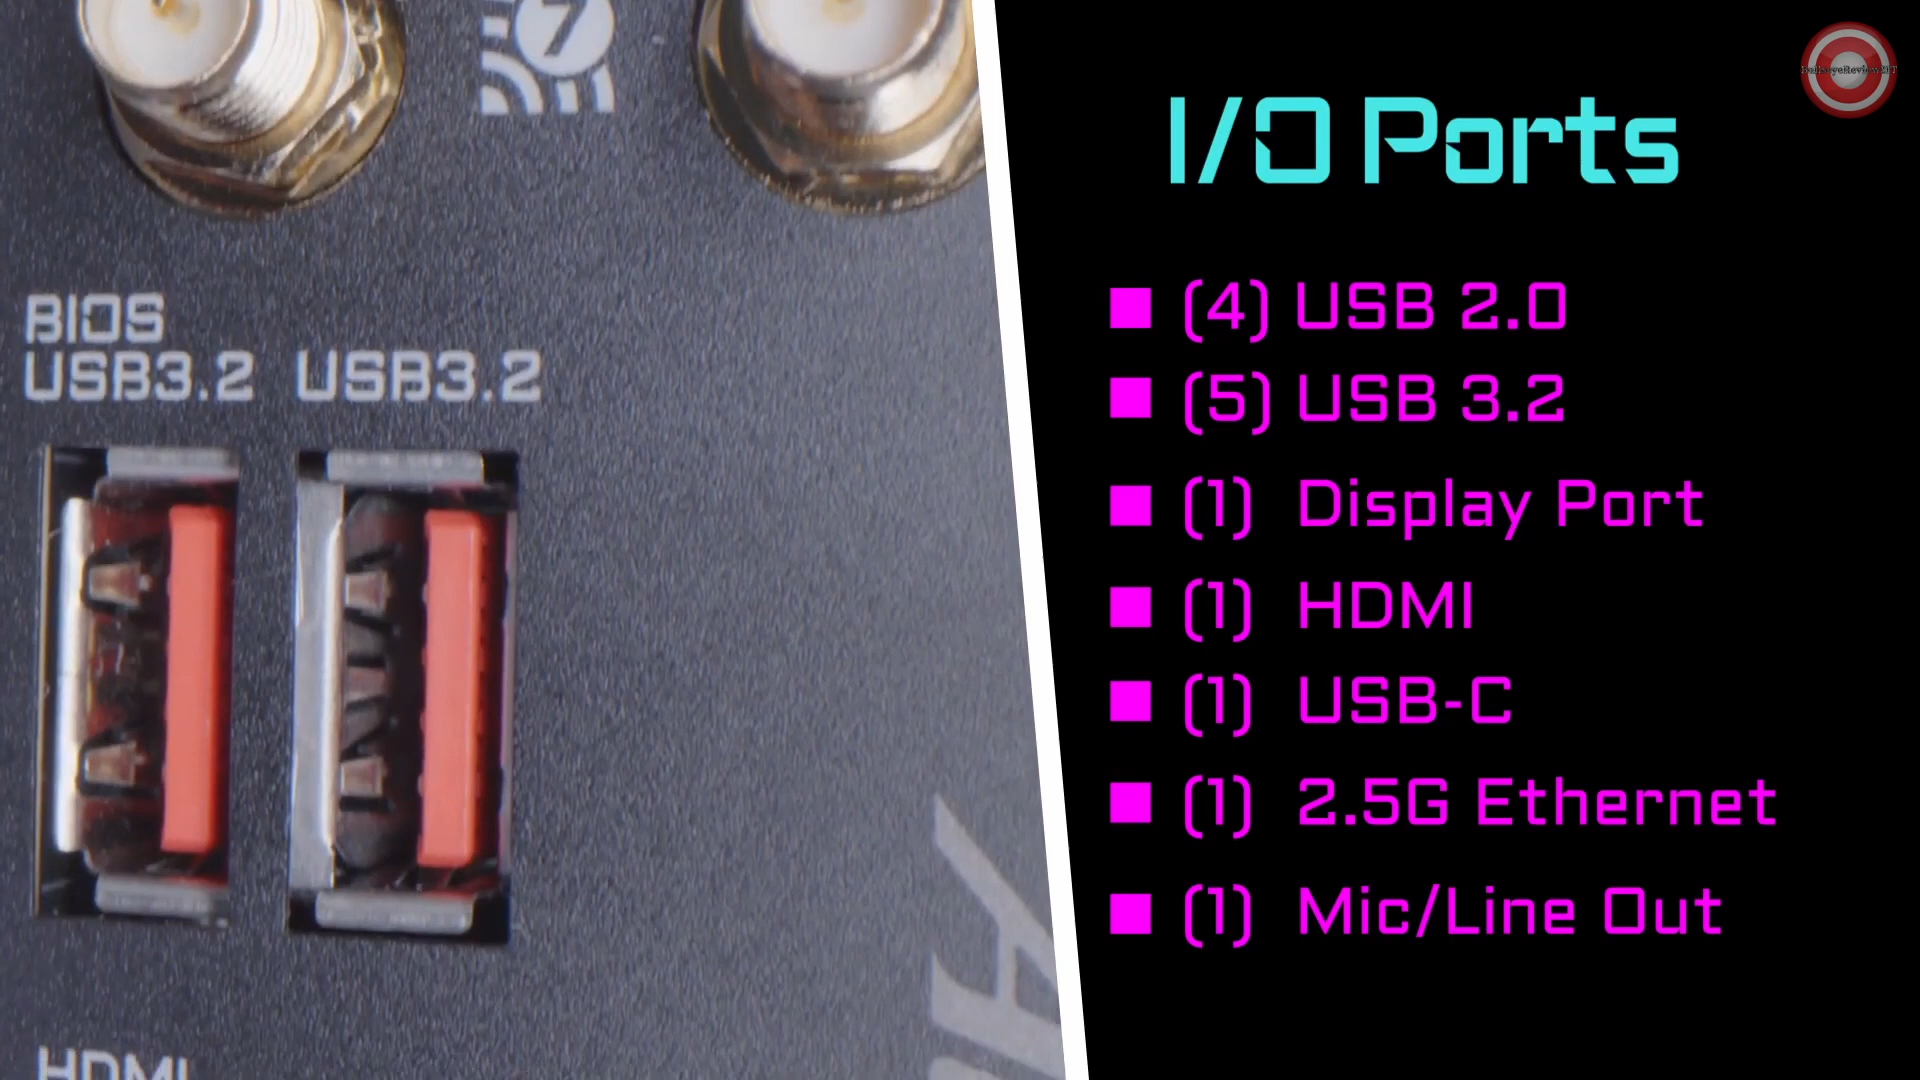 7
BIOS
USB3.2 USB3.2
HDMI
I/O Ports
(4) USB 2.0
(5) USB 3.2
(1) Display Port
(1) HDMI
(1) USB-C
(1) 2.5G Ethernet
(1) Mic/Line Out